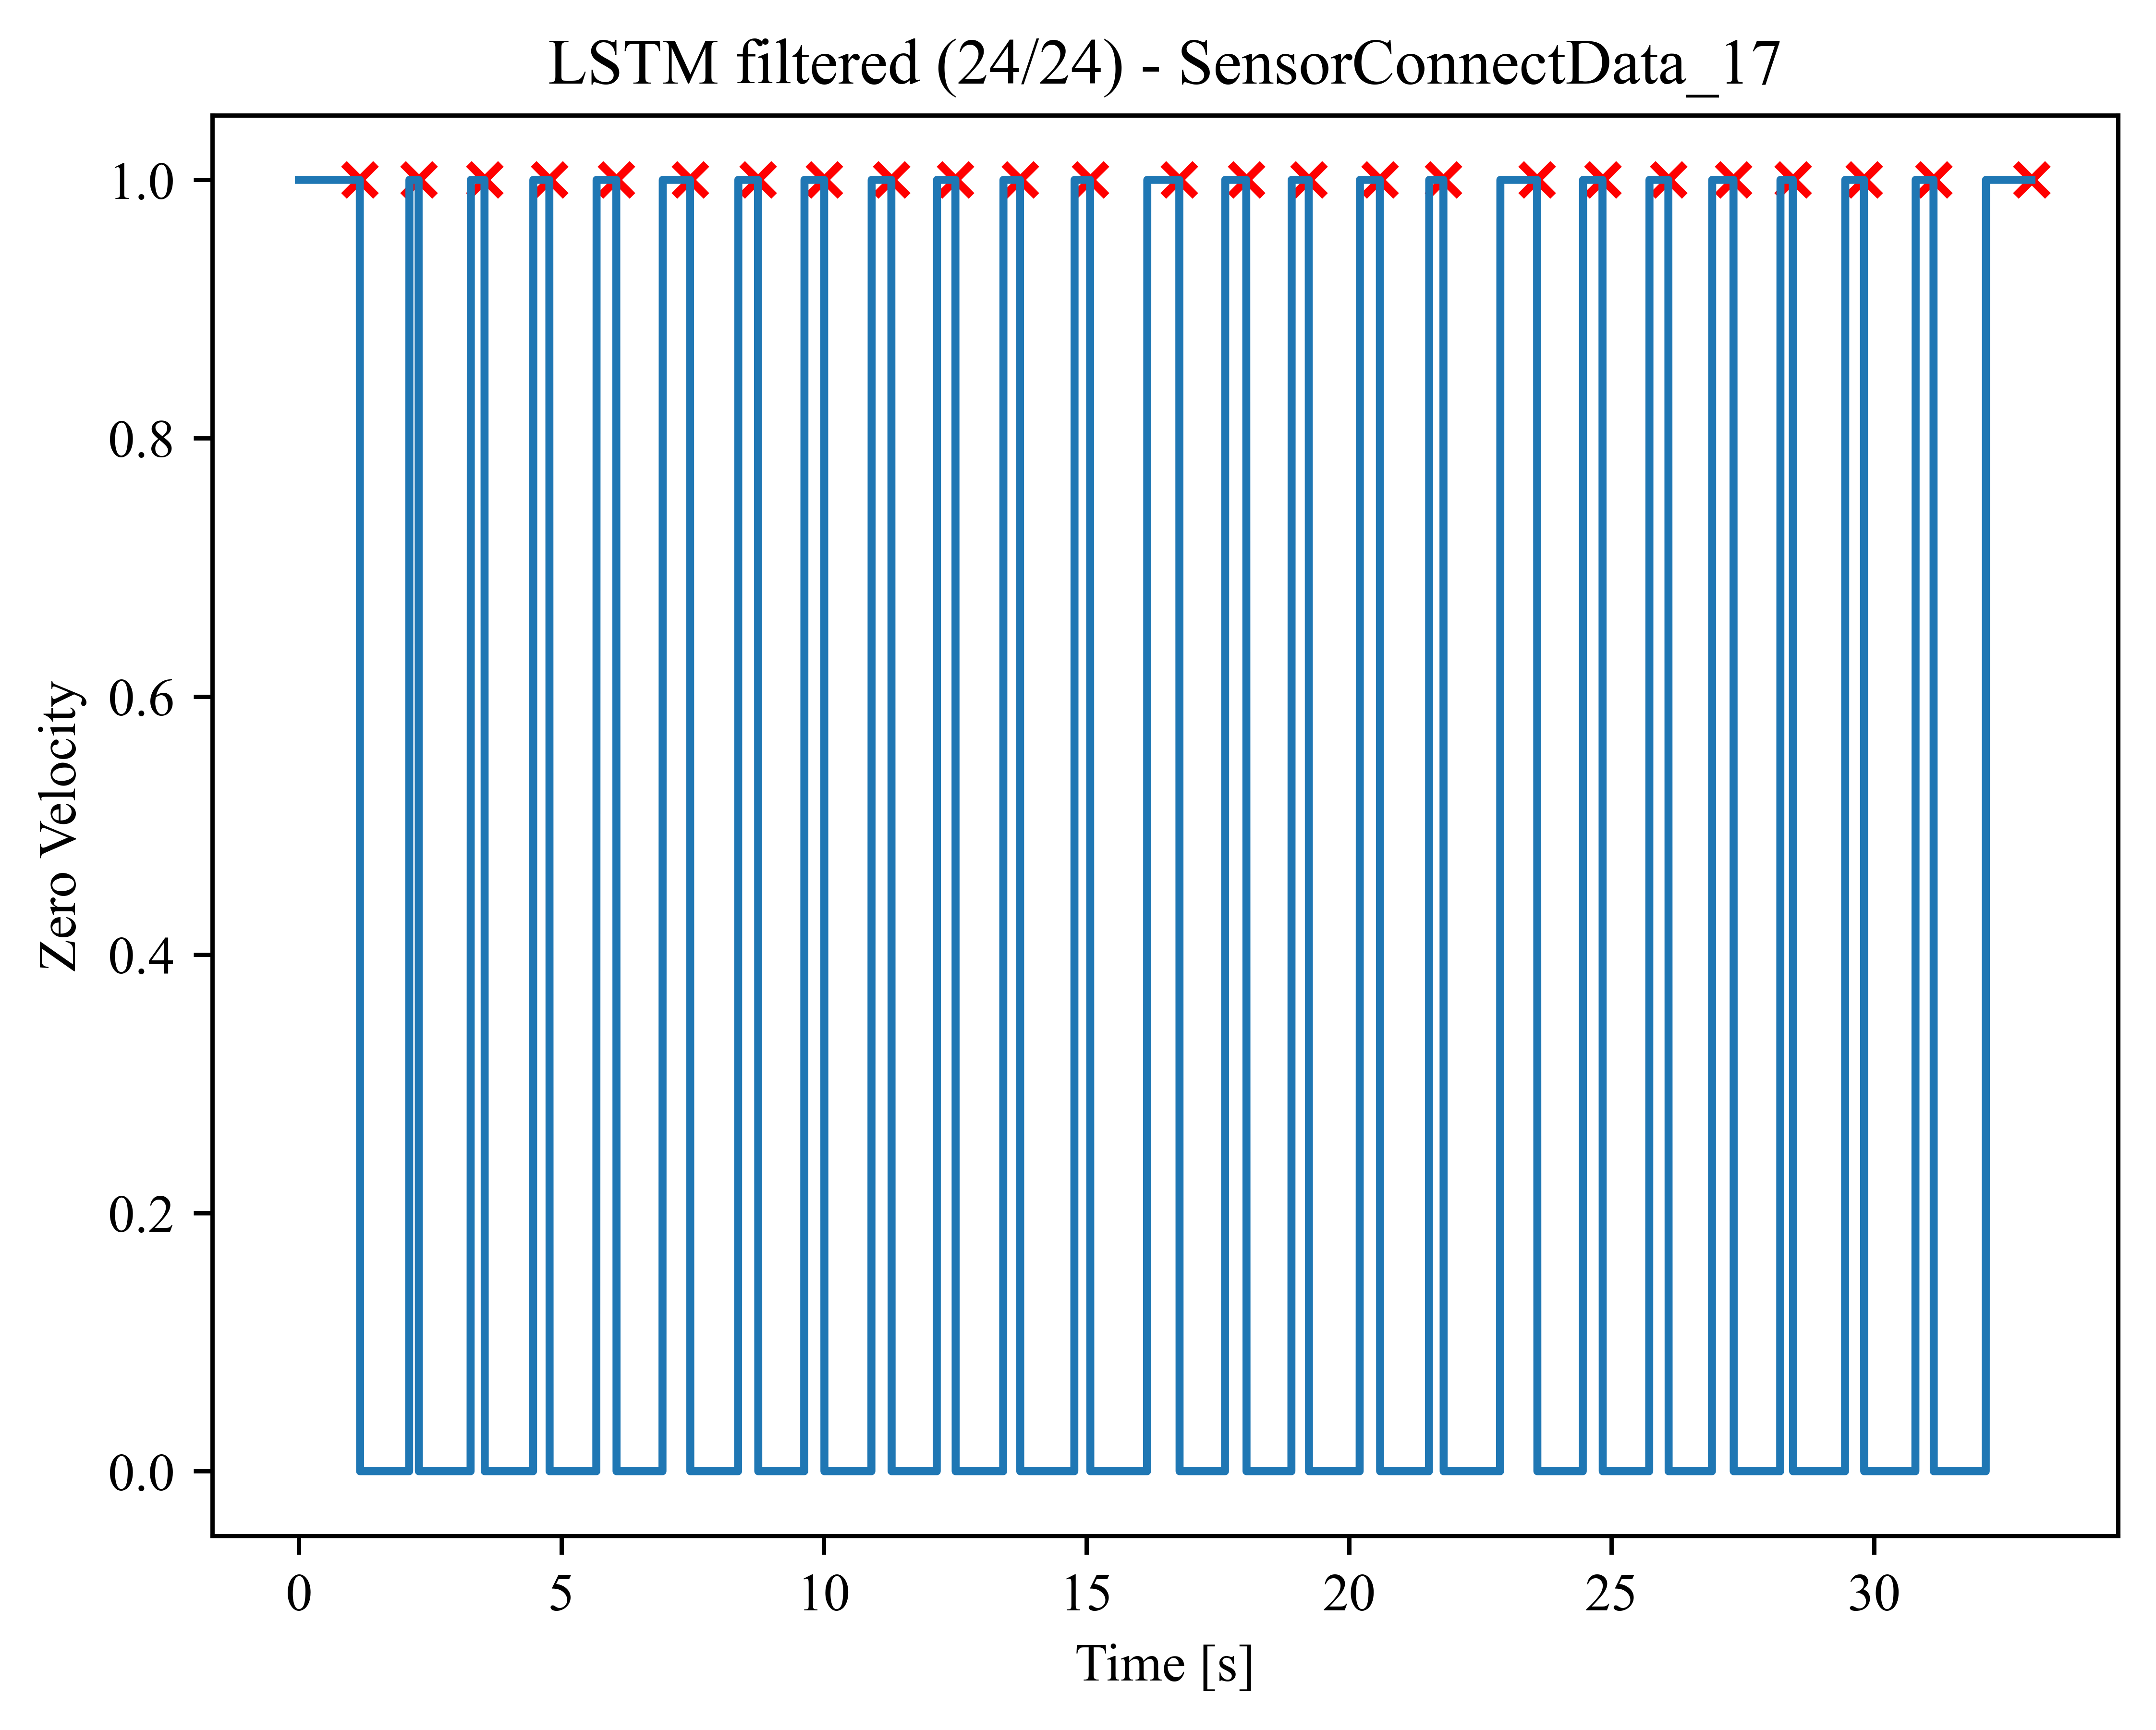 LSTM filtered (24/24) - SensorConnectData_17
1.0
0.8
0.6
0.4
0.2
0.0
Zero Velocity
0 5 10 15 20 25 30
Time [s]